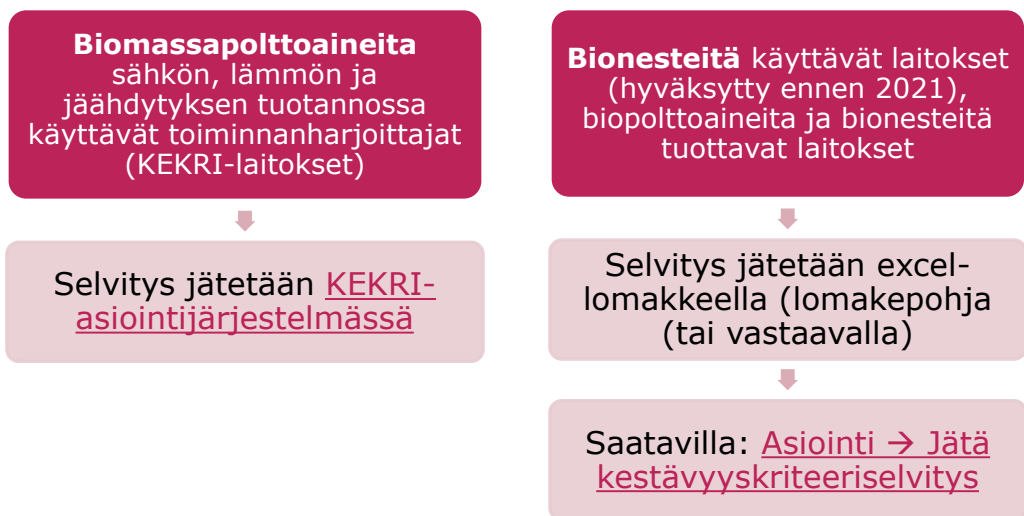 Biomassapolttoaineita
sähkön, lämmön ja
jäähdytyksen tuotannossa
käyttävät toiminnanharjoittajat
(KEKRI-laitokset)
Selvitys jätetään KEKRI-
asiointijärjestelmässä
Bionesteitä käyttävät laitokset
(hyväksytty ennen 2021),
biopolttoaineita ja bionesteitä
tuottavat laitokset
Selvitys jätetään excel-
lomakkeella (lomakepohja
(tai vastaavalla)
Saatavilla: Asiointi → Jätä
kestävyyskriteeriselvitys